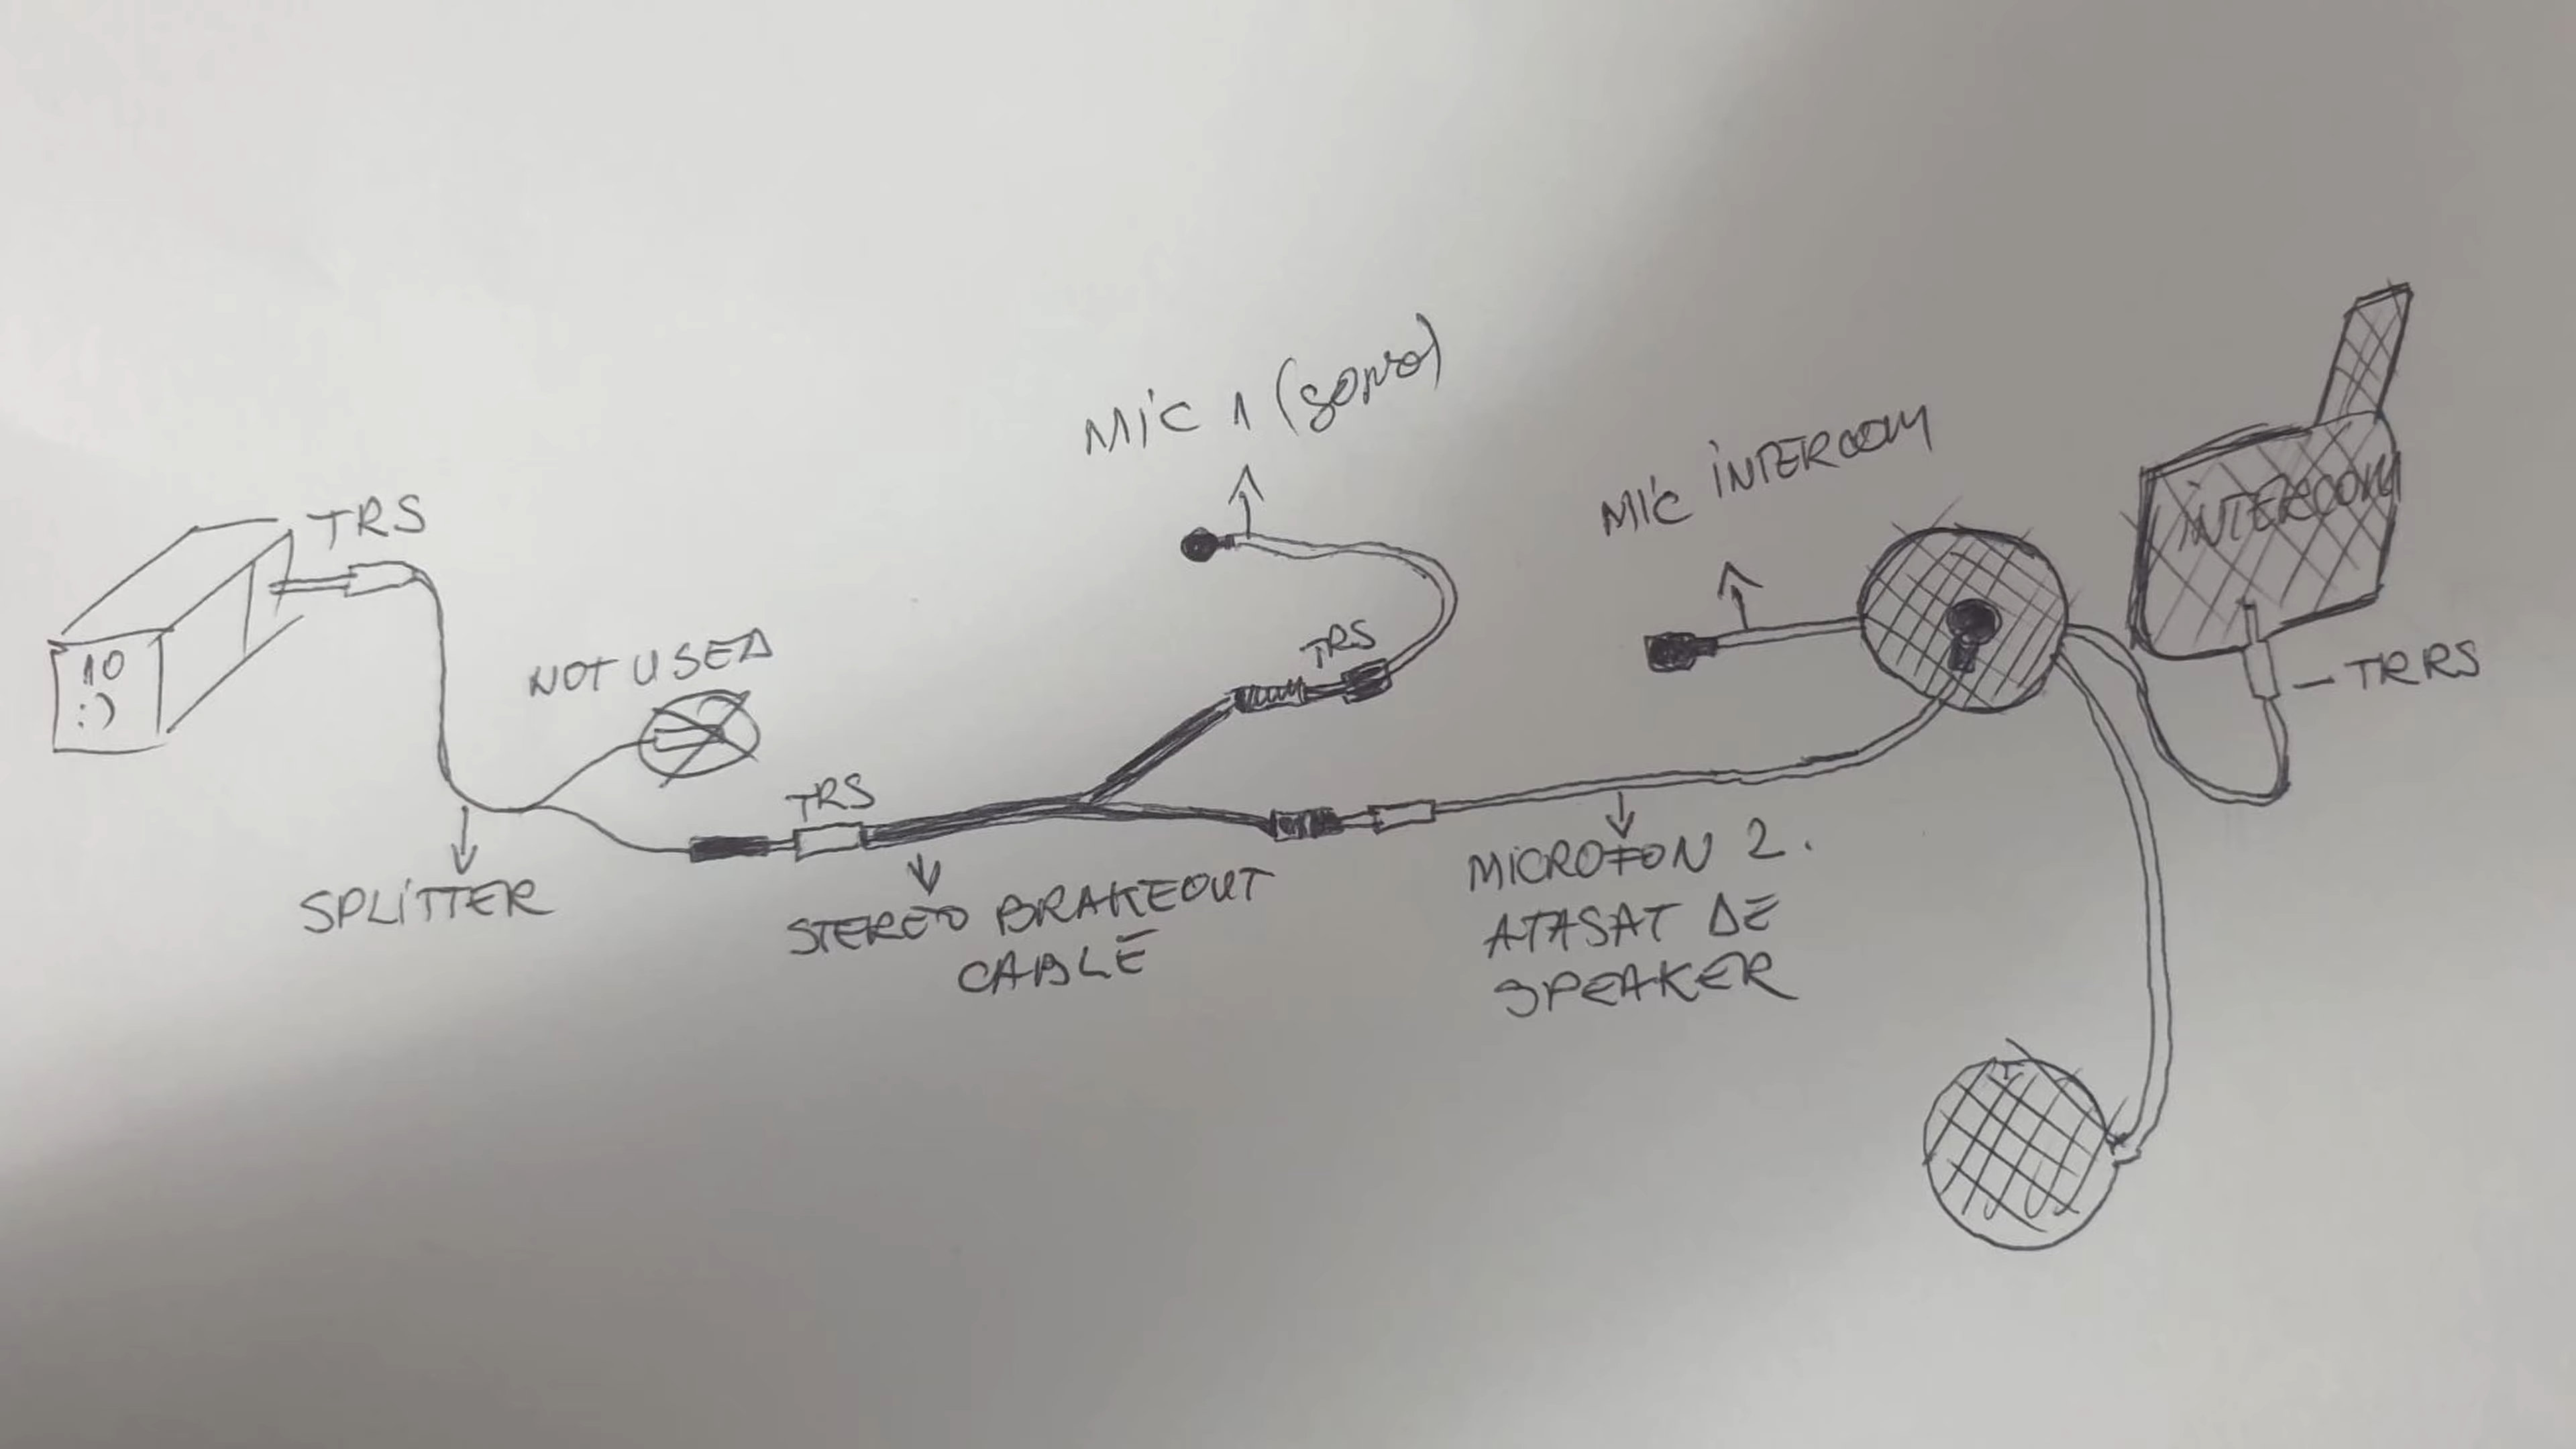 MIC 1 (SONO)
MIC INTERCOM
INTERCOM
TRS
10
:)
NOT USED
TRS
TRS
– TRRS
SPLITTER
STEREO BRAKEOUT
CABLE
MICROFON 2.
ATASAT DE
SPEAKER